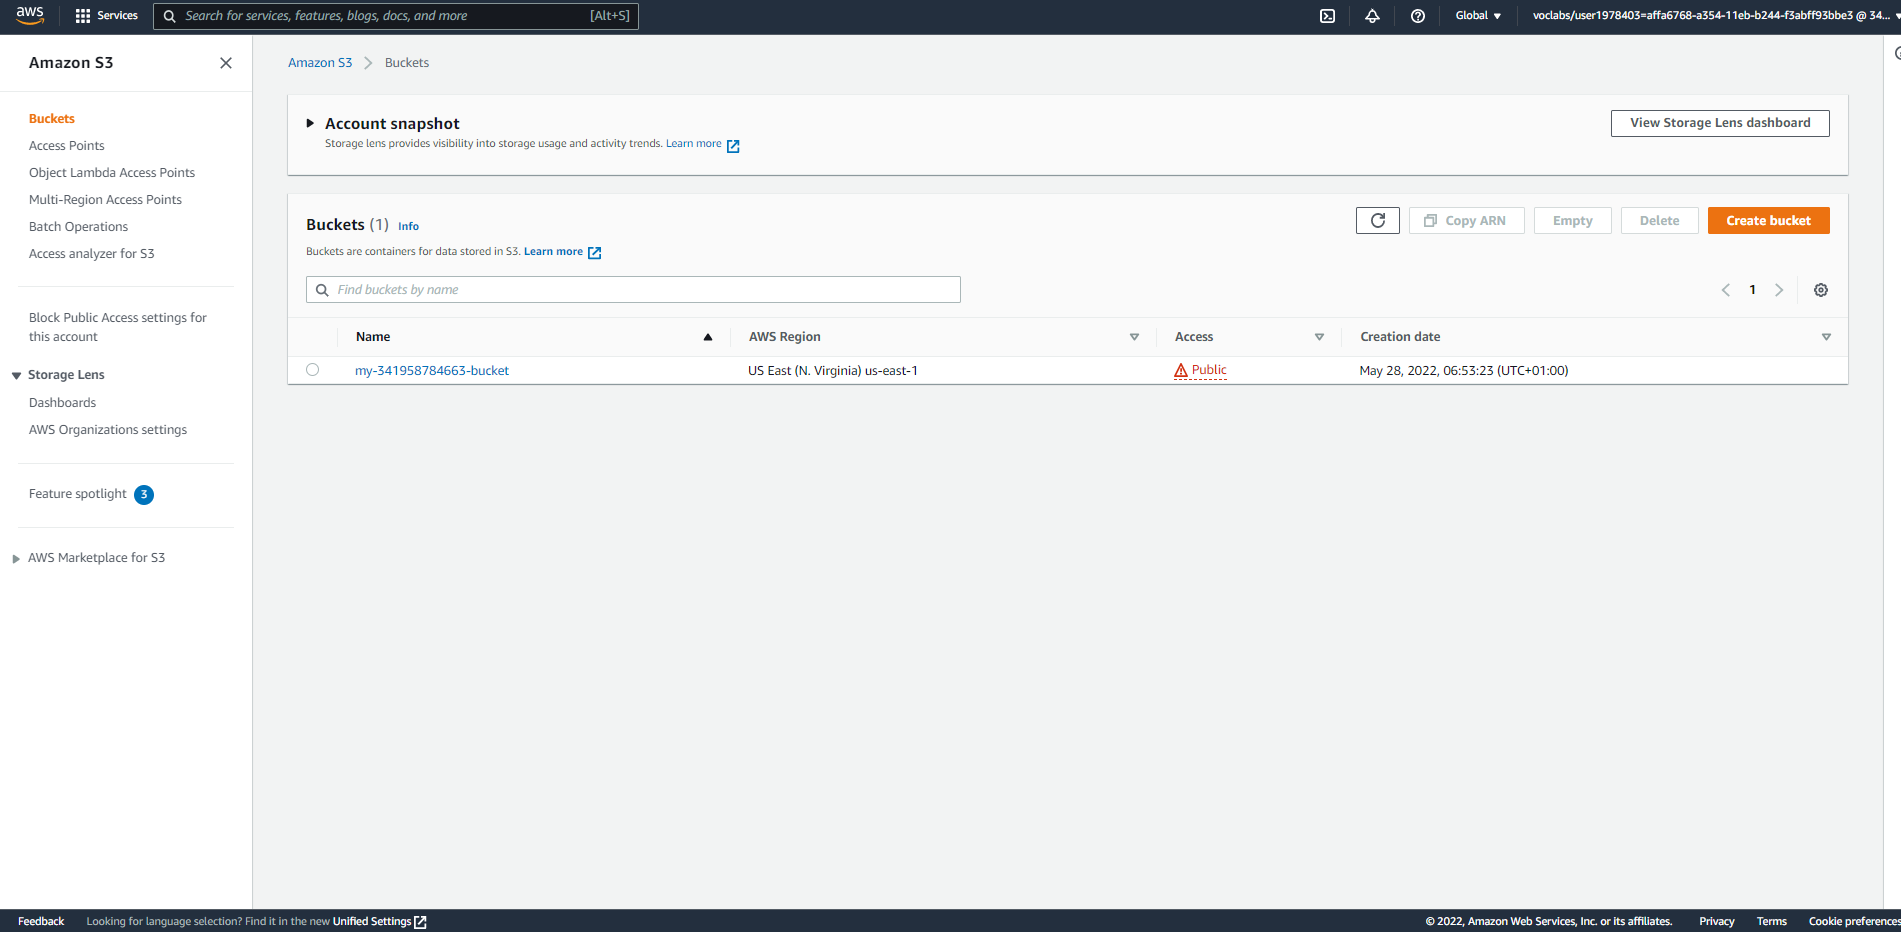 aws
Services
Search for services, features, blogs, docs, and more
[Alt+S]
Global
voclabs/user1978403=affa6768-a354-11eb-b244-f3abff93bbe3 @ 34...
Amazon S3
Buckets
Access Points
Object Lambda Access Points
Multi-Region Access Points
Batch Operations
Access analyzer for S3
Block Public Access settings for
this account
Storage Lens
Dashboards
AWS Organizations settings
Feature spotlight 3
AWS Marketplace for S3
Amazon S3 Buckets
Account snapshot
Storage lens provides visibility into storage usage and activity trends. Learn more
View Storage Lens dashboard
Buckets (1) Info
Buckets are containers for data stored in S3. Learn more
Copy ARN
Empty
Delete
Create bucket
Find buckets by name
1
Name AWS Region Access Creation date
my-341958784663-bucket US East (N. Virginia) us-east-1 Public May 28, 2022, 06:53:23 (UTC+01:00)
Feedback Looking for language selection? Find it in the new Unified Settings
© 2022, Amazon Web Services, Inc. or its affiliates. Privacy Terms Cookie preferences